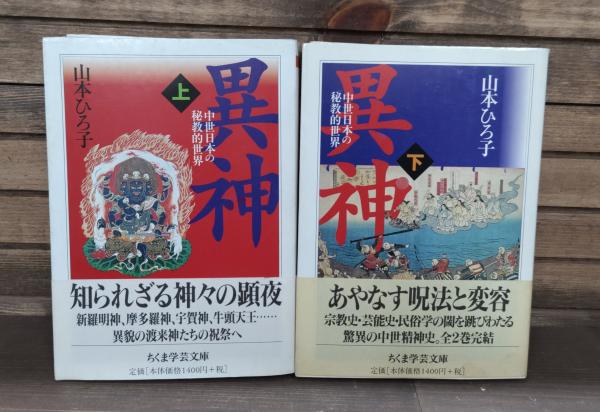 異神
上
中世日本の
秘教的世界
山本ひろ子
知られざる神々の顕夜
新羅明神、摩多羅神、宇賀神、牛頭天王……
異貌の渡来神たちの祝祭へ
ちくま学芸文庫
定価[本体価格1400円+税]
山本ひろ子
異神
下
中世日本の
秘教的世界
あやなす呪法と変容
宗教史・芸能史・民俗学の閾を跳びわたる
驚異の中世精神史。全2巻完結
ちくま学芸文庫
定価[本体価格1400円+税]